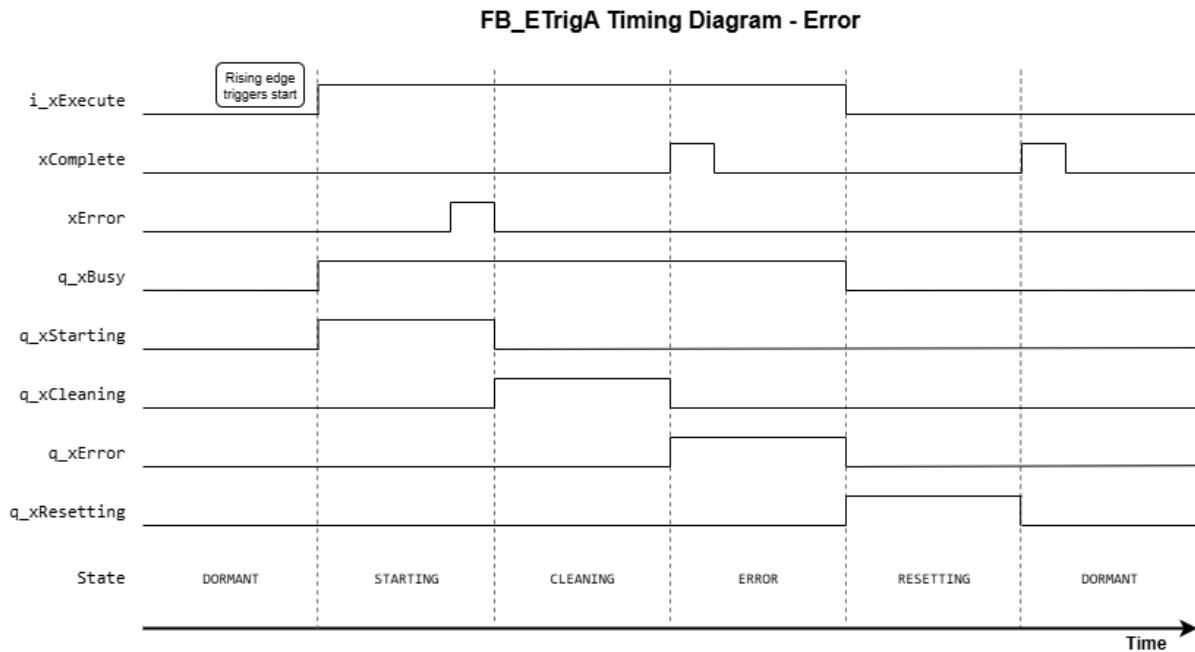 FB_ETrigA Timing Diagram - Error
Rising edge
triggers start
i_xExecute
xComplete
xError
q_xBusy
q_xStarting
q_xCleaning
q_xError
q_xResetting
State DORMANT STARTING CLEANING ERROR RESETTING DORMANT
Time